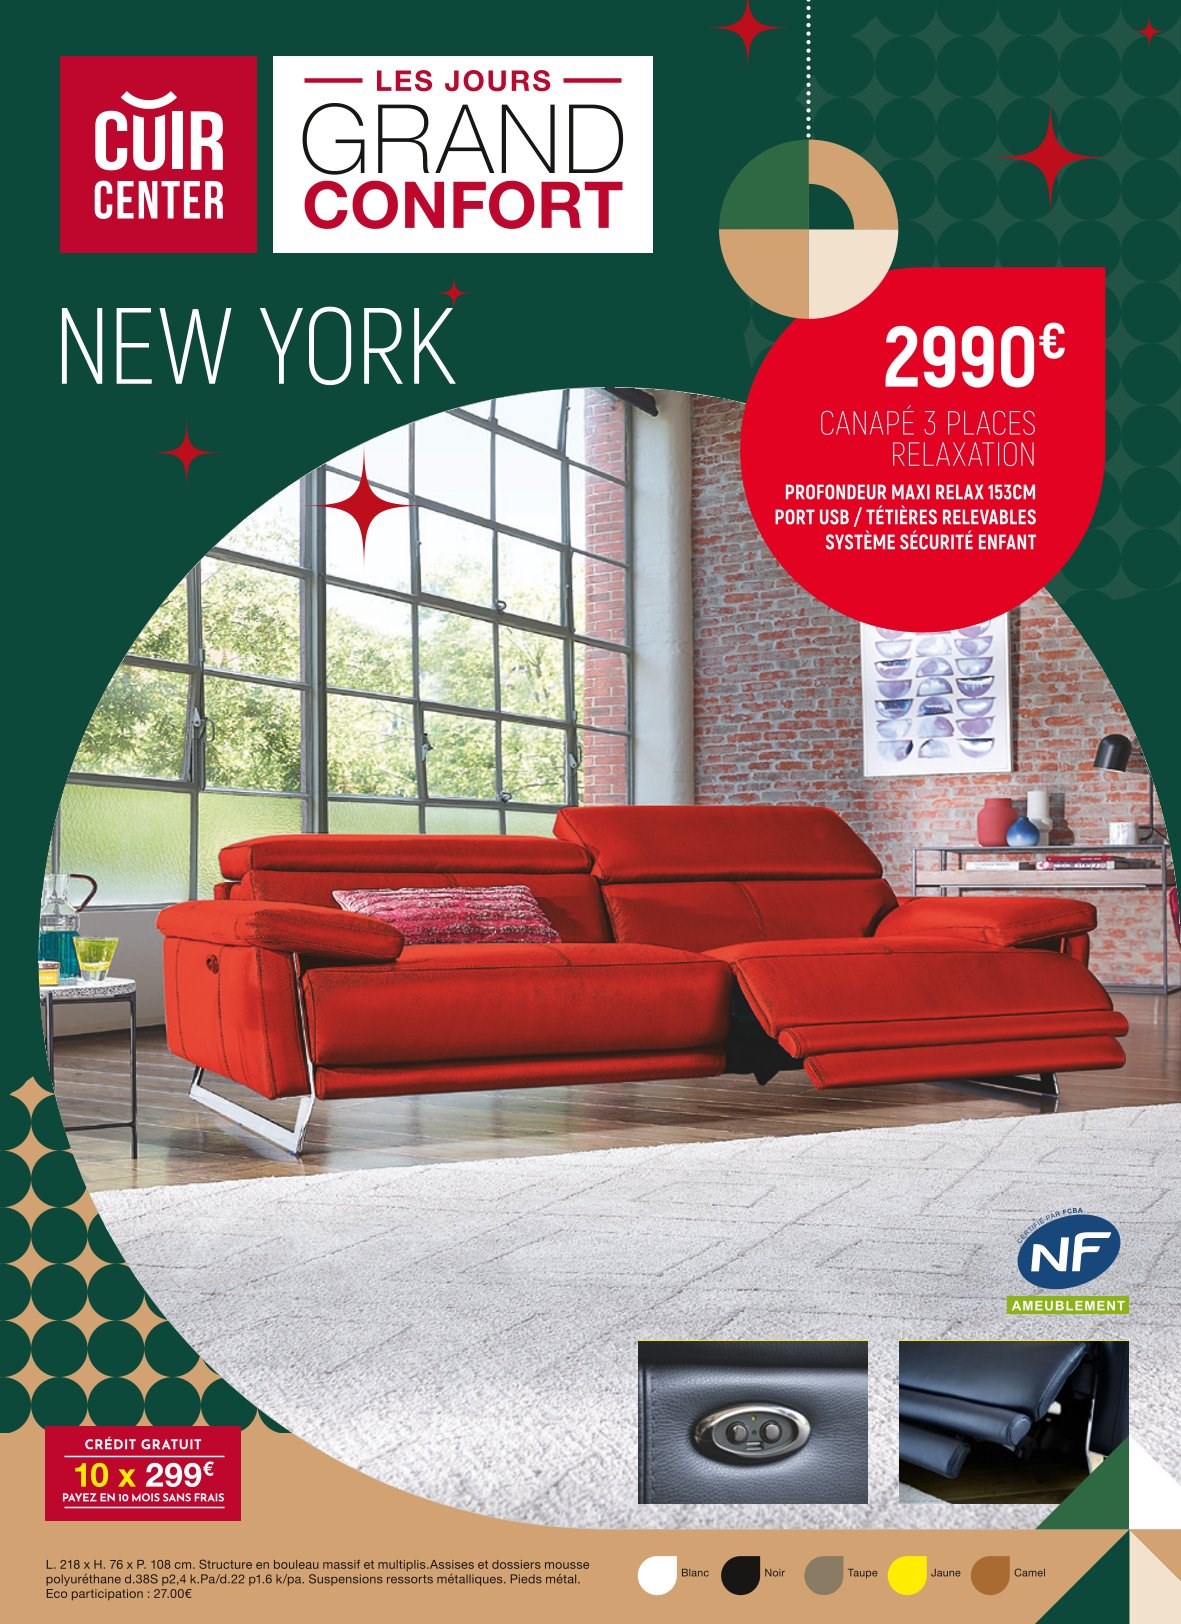 CUIR
CENTER
LES JOURS
GRAND
CONFORT
NEW YORK
2990€
CANAPÉ 3 PLACES
RELAXATION
PROFONDEUR MAXI RELAX 153CM
PORT USB / TÉTIÈRES RELEVABLES
SYSTÈME SÉCURITÉ ENFANT
CERTIFIÉ PAR FCBA
NF
AMEUBLEMENT
CRÉDIT GRATUIT
10 x 299€
PAYEZ EN 10 MOIS SANS FRAIS
L. 218 x H. 76 x P. 108 cm. Structure en bouleau massif et multiplis.Assises et dossiers mousse
polyuréthane d.38S p2,4 k.Pa/d.22 p1.6 k/pa. Suspensions ressorts métalliques. Pieds métal.
Eco participation : 27.00€
Blanc
Noir
Taupe
Jaune
Camel